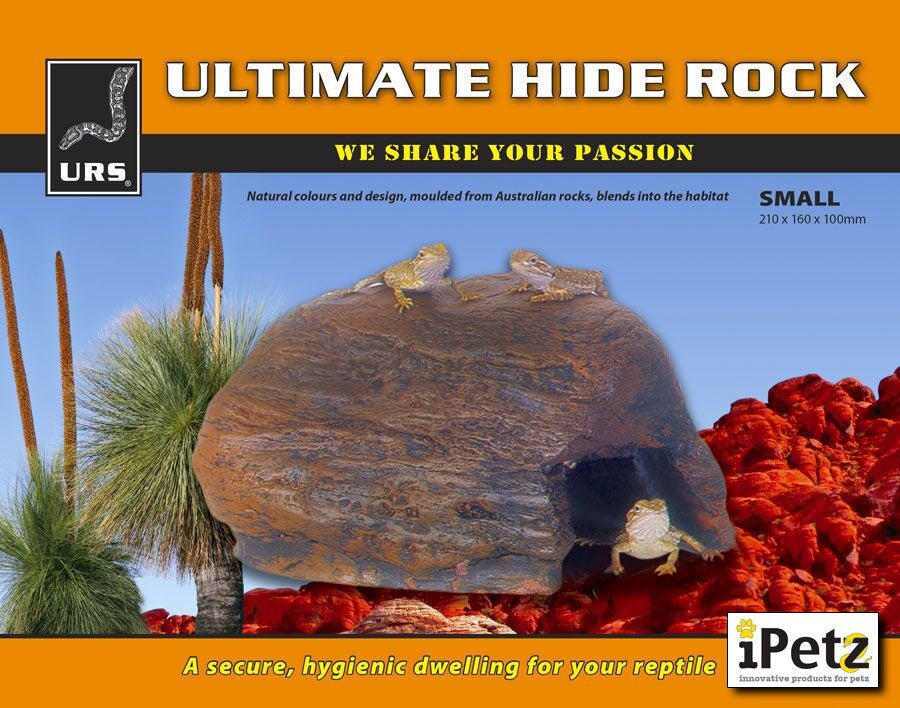 ULTIMATE HIDE ROCK
URS®
WE SHARE YOUR PASSION
Natural colours and design, moulded from Australian rocks, blends into the habitat
SMALL
210 x 160 x 100mm
A secure, hygienic dwelling for your reptile
iPetz
innovative productz for petz